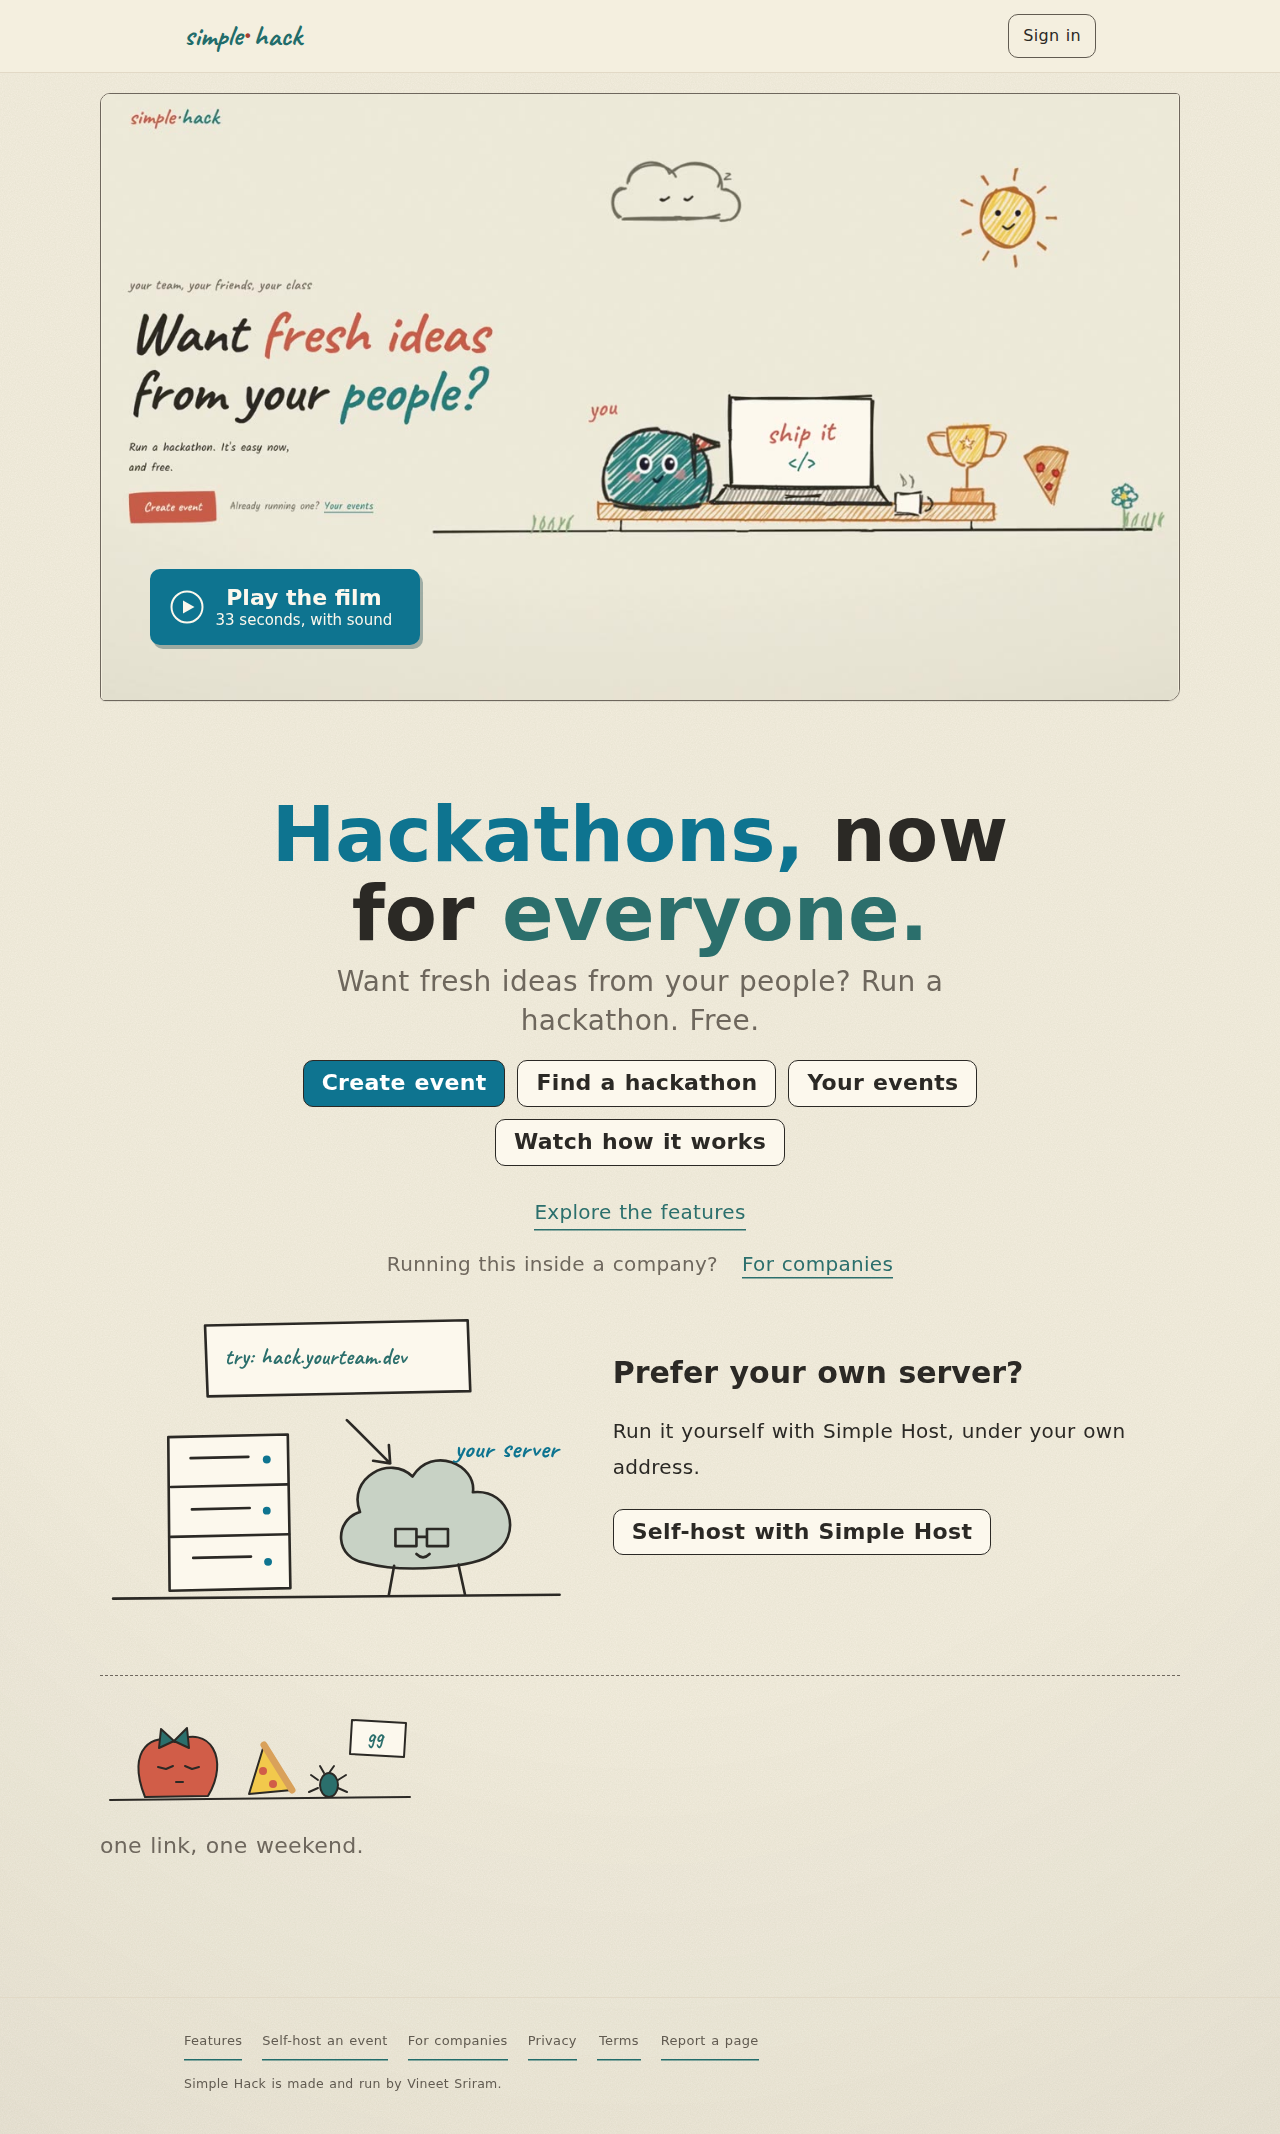 simple•hack
Sign in
simple·hack
z
your team, your friends, your class
Want fresh ideas
from your people?
you
ship it
</>
Run a hackathon. It's easy now,
and free.
Create event
Already running one? Your events
Play the film
33 seconds, with sound
Hackathons, now
for everyone.
Want fresh ideas from your people? Run a
hackathon. Free.
Create event
Find a hackathon
Your events
Watch how it works
Explore the features
Running this inside a company? For companies
try: hack.yourteam.dev
your server
Prefer your own server?
Run it yourself with Simple Host, under your own
address.
Self-host with Simple Host
gg
one link, one weekend.
Features Self-host an event For companies Privacy Terms Report a page
Simple Hack is made and run by Vineet Sriram.